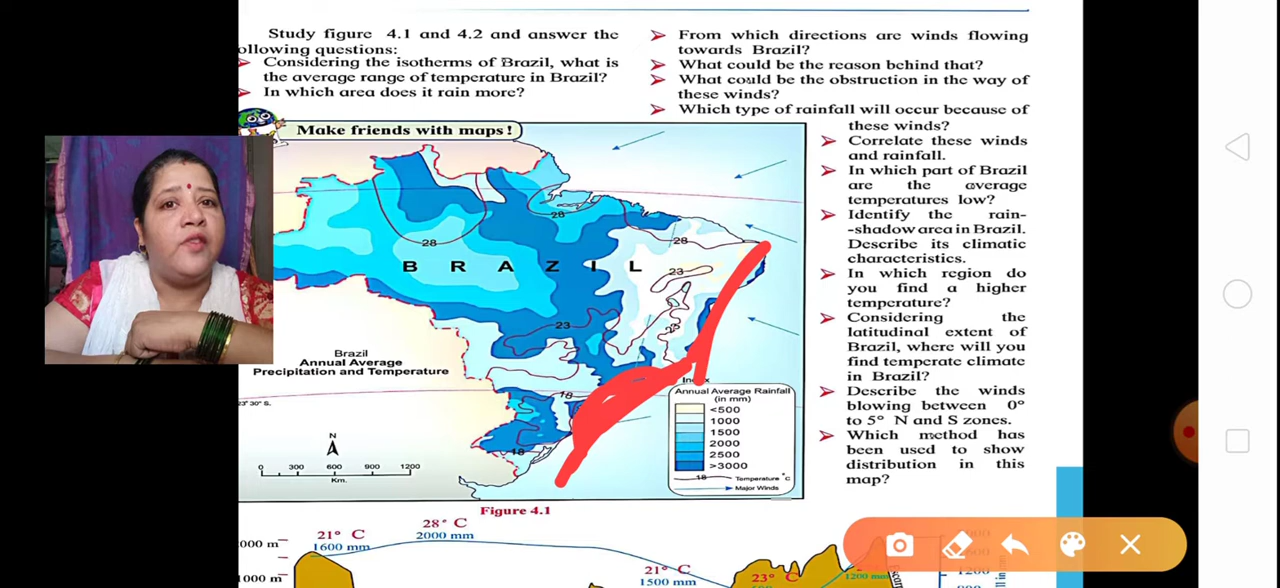 Study figure 4.1 and 4.2 and answer the
ollowing questions:
➤ Considering the isotherms of Brazil, what is
the average range of temperature in Brazil?
➤ In which area does it rain more?
➤ From which directions are winds flowing
towards Brazil?
➤ What could be the reason behind that?
➤ What could be the obstruction in the way of
these winds?
➤ Which type of rainfall will occur because of
these winds?
➤ Correlate these winds
and rainfall.
➤ In which part of Brazil
are the average
temperatures low?
➤ Identify the rain-
-shadow area in Brazil.
Describe its climatic
charactcristics.
➤ In which region do
you find a higher
temperature?
➤ Considering the
latitudinal extent of
Brazil, where will you
find temperate climate
in Brazil?
➤ Describe the winds
blowing between 0°
to 5° N and S zones.
➤ Which method has
been used to show
distribution in this
map?
Make friends with maps!
28
28
28
BRAZIL
23
23
23
18
18
Brazil
Annual Average
Precipitation and Temperature
23° 30' S.
N
0 300 600 900 1200
Km.
Index
Annual Average Rainfall
(in mm)
<500
1000
1500
2000
2500
>3000
18 Temperature °C
Major Winds
Figure 4.1
21° C
1600 mm
28° C
2000 mm
21° C
1500 mm
23° C
1200 mm
000 m
1000 m
1200